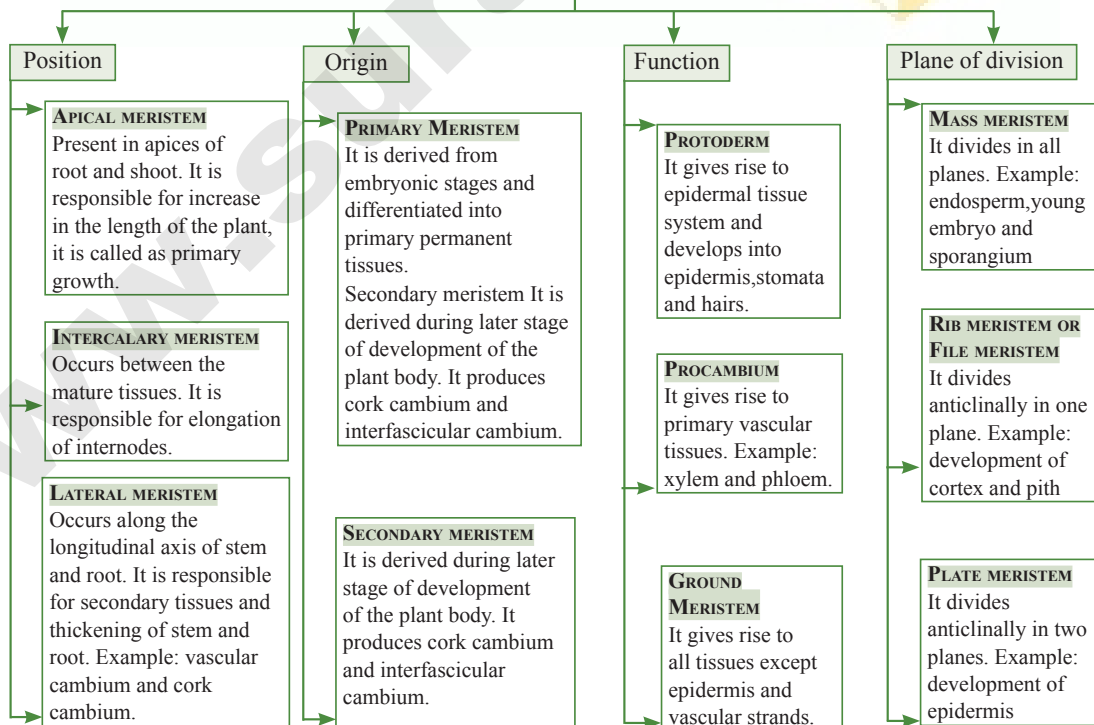 Position
APICAL MERISTEM
Present in apices of
root and shoot. It is
responsible for increase
in the length of the plant,
it is called as primary
growth.
INTERCALARY MERISTEM
Occurs between the
mature tissues. It is
responsible for elongation
of internodes.
LATERAL MERISTEM
Occurs along the
longitudinal axis of stem
and root. It is responsible
for secondary tissues and
thickening of stem and
root. Example: vascular
cambium and cork
cambium.
Origin
PRIMARY MERISTEM
It is derived from
embryonic stages and
differentiated into
primary permanent
tissues.
Secondary meristem It is
derived during later stage
of development of the
plant body. It produces
cork cambium and
interfascicular cambium.
SECONDARY MERISTEM
It is derived during later
stage of development
of the plant body. It
produces cork cambium
and interfascicular
cambium.
Function
PROTODERM
It gives rise to
epidermal tissue
system and
develops into
epidermis,stomata
and hairs.
PROCAMBIUM
It gives rise to
primary vascular
tissues. Example:
xylem and phloem.
GROUND
MERISTEM
It gives rise to
all tissues except
epidermis and
vascular strands.
Plane of division
MASS MERISTEM
It divides in all
planes. Example:
endosperm,young
embryo and
sporangium
RIB MERISTEM OR
FILE MERISTEM
It divides
anticlinally in one
plane. Example:
development of
cortex and pith
PLATE MERISTEM
It divides
anticlinally in two
planes. Example:
development of
epidermis
www.sur